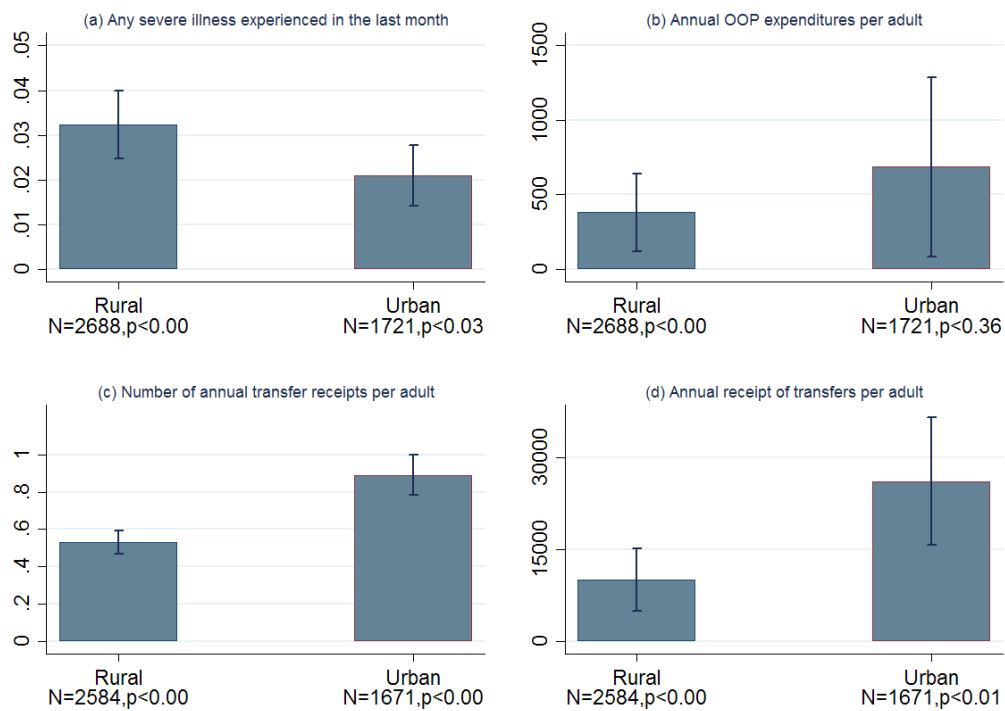 (a) Any severe illness experienced in the last month
.05
.04
.03
.02
.01
0
Rural
N=2688,p<0.00
Urban
N=1721,p<0.03
(b) Annual OOP expenditures per adult
1500
1000
500
0
Rural
N=2688,p<0.00
Urban
N=1721,p<0.36
(c) Number of annual transfer receipts per adult
1
.8
.6
.4
.2
0
Rural
N=2584,p<0.00
Urban
N=1671,p<0.00
(d) Annual receipt of transfers per adult
30000
15000
0
Rural
N=2584,p<0.00
Urban
N=1671,p<0.01